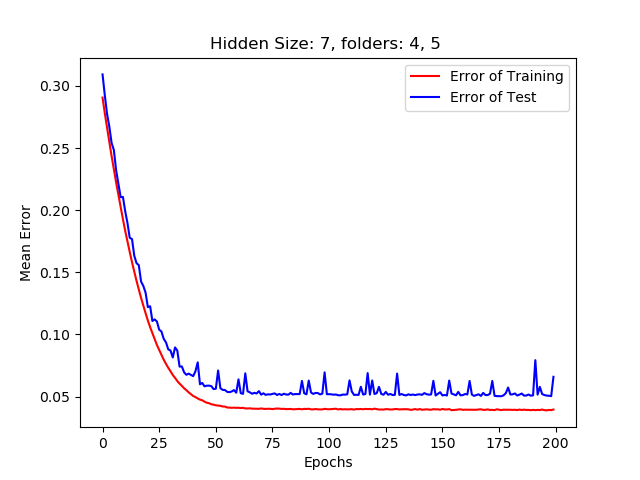 Hidden Size: 7, folders: 4, 5
Error of Training
Error of Test
Mean Error
0.30
0.25
0.20
0.15
0.10
0.05
0 25 50 75 100 125 150 175 200
Epochs